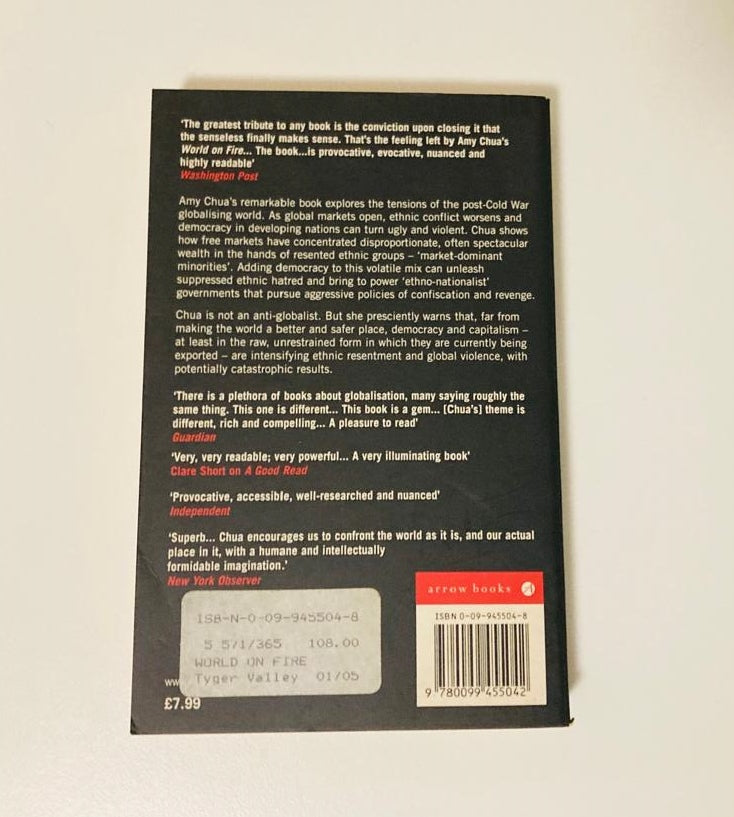 'The greatest tribute to any book is the conviction upon closing it that
the senseless finally makes sense. That's the feeling left by Amy Chua's
World on Fire... The book...is provocative, evocative, nuanced and
highly readable'
Washington Post
Amy Chua's remarkable book explores the tensions of the post-Cold War
globalising world. As global markets open, ethnic conflict worsens and
democracy in developing nations can turn ugly and violent. Chua shows
how free markets have concentrated disproportionate, often spectacular
wealth in the hands of resented ethnic groups – 'market-dominant
minorities'. Adding democracy to this volatile mix can unleash
suppressed ethnic hatred and bring to power 'ethno-nationalist'
governments that pursue aggressive policies of confiscation and revenge.
Chua is not an anti-globalist. But she presciently warns that, far from
making the world a better and safer place, democracy and capitalism –
at least in the raw, unrestrained form in which they are currently being
exported – are intensifying ethnic resentment and global violence, with
potentially catastrophic results.
'There is a plethora of books about globalisation, many saying roughly the
same thing. This one is different... This book is a gem... [Chua's] theme is
different, rich and compelling... A pleasure to read'
Guardian
'Very, very readable; very powerful... A very illuminating book'
Clare Short on A Good Read
'Provocative, accessible, well-researched and nuanced'
Independent
'Superb... Chua encourages us to confront the world as it is, and our actual
place in it, with a humane and intellectually
formidable imagination.'
New York Observer
ISB-N-0-09-945504-8
5 571/365 108.00
WORLD ON FIRE
Tyger Valley 01/05
ww
£7.99
arrow books
ISBN 0-09-945504-8
9 780099 455042